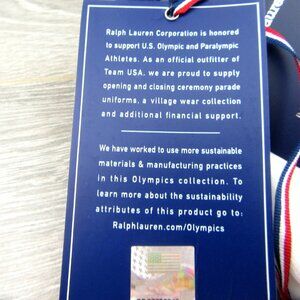 Ralph Lauren Corporation is honored
to support U.S. Olympic and Paralympic
Athletes. As an official outfitter of
Team USA, we are proud to supply
opening and closing ceremony parade
uniforms, a village wear collection
and additional financial support.
We have worked to use more sustainable
materials & manufacturing practices
in this Olympics collection. To
learn more about the sustainability
attributes of this product go to:
Ralphlauren.com/Olympics